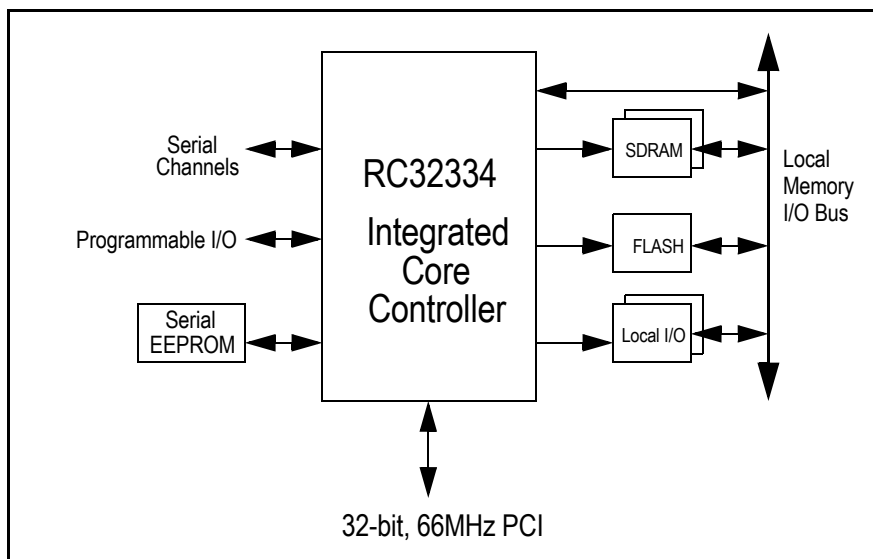 Serial
Channels
Programmable I/O
Serial
EEPROM
RC32334
Integrated
Core
Controller
SDRAM
FLASH
Local I/O
Local
Memory
I/O Bus
32-bit, 66MHz PCI